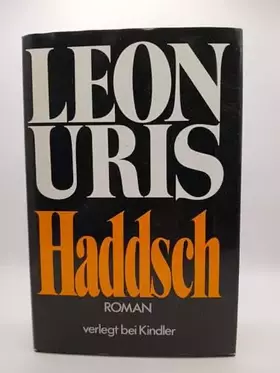 LEON
URIS
Haddsch
ROMAN
verlegt bei Kindler